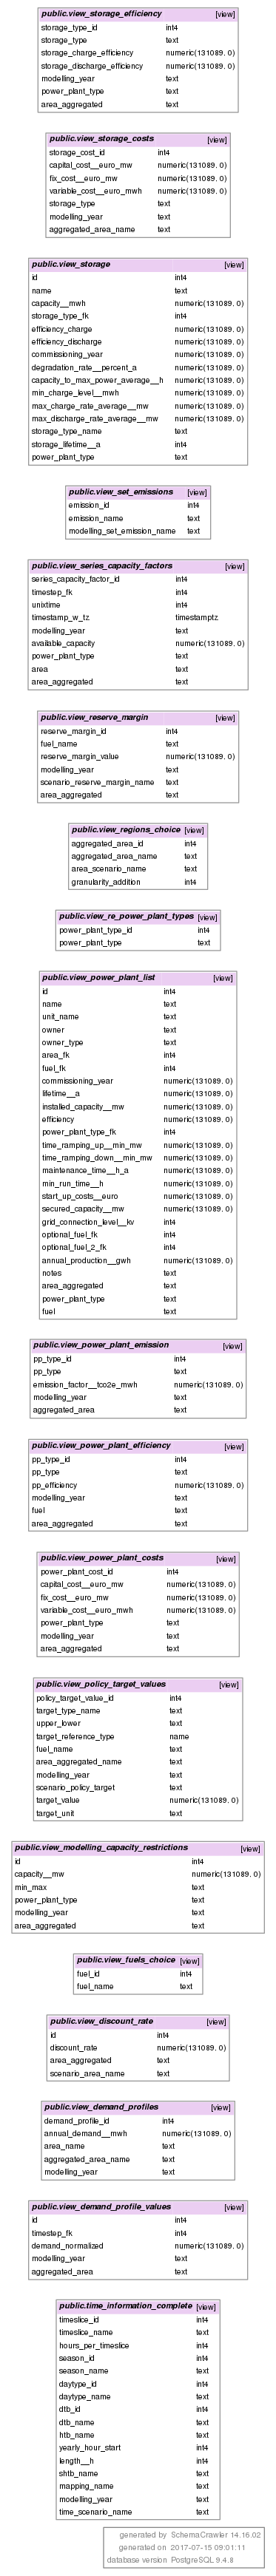 public.view_storage_efficiency [view]
storage_type_id int4
storage_type text
storage_charge_efficiency numeric(131089, 0)
storage_discharge_efficiency numeric(131089, 0)
modelling_year text
power_plant_type text
area_aggregated text
public.view_storage_costs [view]
storage_cost_id int4
capital_cost__euro_mw numeric(131089, 0)
fix_cost__euro_mw numeric(131089, 0)
variable_cost__euro_mwh numeric(131089, 0)
storage_type text
modelling_year text
aggregated_area_name text
public.view_storage [view]
id int4
name text
capacity__mwh numeric(131089, 0)
storage_type_fk int4
efficiency_charge numeric(131089, 0)
efficiency_discharge numeric(131089, 0)
commissioning_year numeric(131089, 0)
degradation_rate__percent_a numeric(131089, 0)
capacity_to_max_power_average__h numeric(131089, 0)
min_charge_level__mwh numeric(131089, 0)
max_charge_rate_average__mw numeric(131089, 0)
max_discharge_rate_average__mw numeric(131089, 0)
storage_type_name text
storage_lifetime__a int4
power_plant_type text
public.view_set_emissions [view]
emission_id int4
emission_name text
modelling_set_emission_name text
public.view_series_capacity_factors [view]
series_capacity_factor_id int4
timestep_fk int4
unixtime int4
timestamp_w_tz timestamptz
modelling_year text
available_capacity numeric(131089, 0)
power_plant_type text
area text
area_aggregated text
public.view_reserve_margin [view]
reserve_margin_id int4
fuel_name text
reserve_margin_value numeric(131089, 0)
modelling_year text
scenario_reserve_margin_name text
area_aggregated text
public.view_regions_choice [view]
aggregated_area_id int4
aggregated_area_name text
area_scenario_name text
granularity_addition int4
public.view_re_power_plant_types [view]
power_plant_type_id int4
power_plant_type text
public.view_power_plant_list [view]
id int4
name text
unit_name text
owner text
owner_type text
area_fk int4
fuel_fk int4
commissioning_year numeric(131089, 0)
lifetime__a numeric(131089, 0)
installed_capacity__mw numeric(131089, 0)
efficiency numeric(131089, 0)
power_plant_type_fk int4
time_ramping_up__min_mw numeric(131089, 0)
time_ramping_down__min_mw numeric(131089, 0)
maintenance_time__h_a numeric(131089, 0)
min_run_time__h numeric(131089, 0)
start_up_costs__euro numeric(131089, 0)
secured_capacity__mw numeric(131089, 0)
grid_connection_level__kv int4
optional_fuel_fk int4
optional_fuel_2_fk int4
annual_production__gwh numeric(131089, 0)
notes text
area_aggregated text
power_plant_type text
fuel text
public.view_power_plant_emission [view]
pp_type_id int4
pp_type text
emission_factor__tco2e_mwh numeric(131089, 0)
modelling_year text
aggregated_area text
public.view_power_plant_efficiency [view]
pp_type_id int4
pp_type text
pp_efficiency numeric(131089, 0)
modelling_year text
fuel text
area_aggregated text
public.view_power_plant_costs [view]
power_plant_cost_id int4
capital_cost__euro_mw numeric(131089, 0)
fix_cost__euro_mw numeric(131089, 0)
variable_cost__euro_mwh numeric(131089, 0)
power_plant_type text
modelling_year text
area_aggregated text
public.view_policy_target_values [view]
policy_target_value_id int4
target_type_name text
upper_lower text
target_reference_type name
fuel_name text
area_aggregated_name text
modelling_year text
scenario_policy_target text
target_value numeric(131089, 0)
target_unit text
public.view_modelling_capacity_restrictions [view]
id int4
capacity__mw numeric(131089, 0)
min_max text
power_plant_type text
modelling_year text
area_aggregated text
public.view_fuels_choice [view]
fuel_id int4
fuel_name text
public.view_discount_rate [view]
id int4
discount_rate numeric(131089, 0)
area_aggregated text
scenario_area_name text
public.view_demand_profiles [view]
demand_profile_id int4
annual_demand__mwh numeric(131089, 0)
area_name text
aggregated_area_name text
modelling_year text
public.view_demand_profile_values [view]
id int4
timestep_fk int4
demand_normalized numeric(131089, 0)
modelling_year text
aggregated_area text
public.time_information_complete [view]
timeslice_id int4
timeslice_name text
hours_per_timeslice int4
season_id int4
season_name text
daytype_id int4
daytype_name text
dtb_id int4
dtb_name text
htb_name text
yearly_hour_start int4
length__h int4
shtb_name text
mapping_name text
modelling_year text
time_scenario_name text
generated by SchemaCrawler 14.16.02
generated on 2017-07-15 09:01:11
database version PostgreSQL 9.4.8